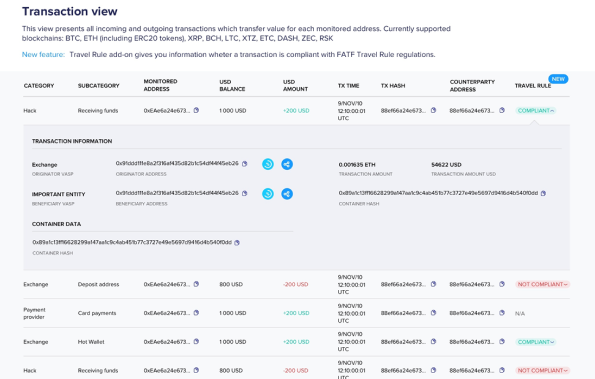 Transaction view
This view presents all incoming and outgoing transactions which transfer value for each monitored address. Currently supported
blockchains: BTC, ETH (including ERC20 tokens), XRP, BCH, LTC, XTZ, ETC, DASH, ZEC, RSK
New feature: Travel Rule add-on gives you information wheter a transaction is compliant with FATF Travel Rule regulations.
NEW
CATEGORY SUBCATEGORY MONITORED ADDRESS USD BALANCE USD AMOUNT TX TIME TX HASH COUNTERPARTY ADDRESS TRAVEL RULE
Hack Receiving funds 0xEAe6a24e673... 1 000 USD +200 USD 9/NOV/10 12:10:00:01 UTC 88ef66a24e673... 88ef66a24e673... COMPLIANT
TRANSACTION INFORMATION
Exchange 0.001635 ETH 54622 USD
ORIGINATOR VASP ORIGINATOR ADDRESS TRANSACTION AMOUNT TRANSACTION AMOUNT USD
IMPORTANT ENTITY
BENEFICIARY VASP BENEFICIARY ADDRESS CONTAINER HASH
CONTAINER DATA
CONTAINER HASH
Exchange Deposit address 0xEAe6a24e673... 800 USD -200 USD 9/NOV/10 12:10:00:01 UTC 88ef66a24e673... 88ef66a24e673... NOT COMPLIANT
Payment provider Card payments 0xEAe6a24e673... 1 000 USD +200 USD 9/NOV/10 12:10:00:01 UTC 88ef66a24e673... 88ef66a24e673... N/A
Exchange Hot Wallet 0xEAe6a24e673... 1 000 USD +200 USD 9/NOV/10 12:10:00:01 UTC 88ef66a24e673... 88ef66a24e673... COMPLIANT
Hack Receiving funds 0xEAe6a24e673... 800 USD -200 USD 9/NOV/10 12:10:00:01 UTC 88ef66a24e673... 88ef66a24e673... NOT COMPLIANT